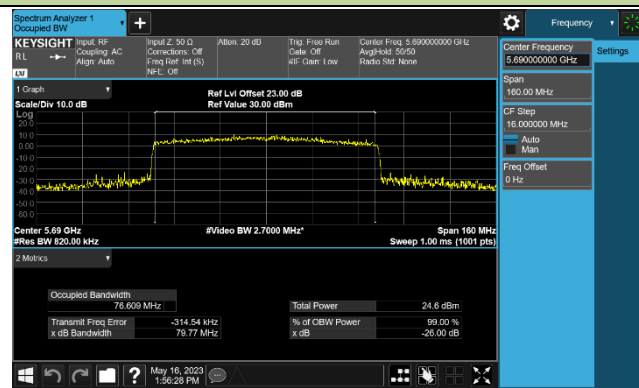 Spectrum Analyzer 1
Occupied BW
Frequency
KEYSIGHT
RL
LXI
Input: RF
Coupling: AC
Align: Auto
Input Z: 50 Ω
Corrections: Off
Freq Ref: Int (S)
NFE: Off
Atten: 20 dB
Trig: Free Run
Gate: Off
#IF Gain: Low
Center Freq: 5.690000000 GHz
Avg|Hold: 50/50
Radio Std: None
Center Frequency
5.690000000 GHz
Settings
Span
160.00 MHz
CF Step
16.000000 MHz
Auto
Man
Freq Offset
0 Hz
1 Graph
Scale/Div 10.0 dB
Ref Lvl Offset 23.00 dB
Ref Value 30.00 dBm
Log
20.0
10.0
0.00
-10.0
-20.0
-30.0
-40.0
-50.0
-60.0
Center 5.69 GHz
#Res BW 820.00 kHz
#Video BW 2.7000 MHz*
Span 160 MHz
Sweep 1.00 ms (1001 pts)
2 Metrics
Occupied Bandwidth
76.609 MHz
Total Power 24.6 dBm
Transmit Freq Error -314.54 kHz
% of OBW Power 99.00 %
x dB Bandwidth 79.77 MHz
x dB -26.00 dB
?
May 16, 2023
1:56:28 PM